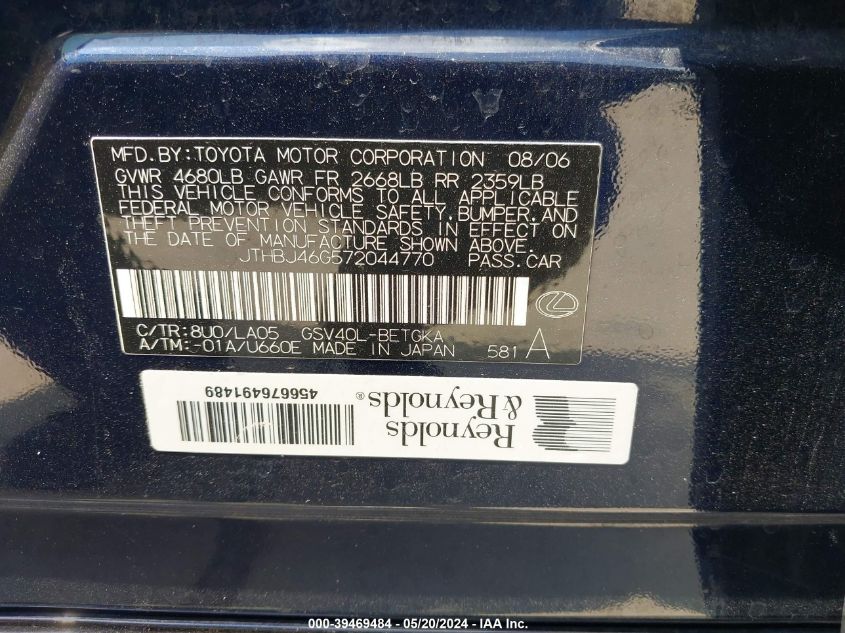 MFD.BY:TOYOTA MOTOR CORPORATION 08/06
GVWR 4680LB GAWR FR 2668LB RR 2359LB
THIS VEHICLE CONFORMS TO ALL APPLICABLE
FEDERAL MOTOR VEHICLE SAFETY,BUMPER,AND
THEFT PREVENTION STANDARDS IN EFFECT ON
THE DATE OF MANUFACTURE SHOWN ABOVE.
JTHBJ46G572044770 PASS.CAR
C/TR:8U0/LA05 GSV40L-BETGKA
A/TM:-01A/U660E MADE IN JAPAN 581 A
Reynolds
& Reynolds®
456676491489
000-39469484 - 05/20/2024 - IAA Inc.